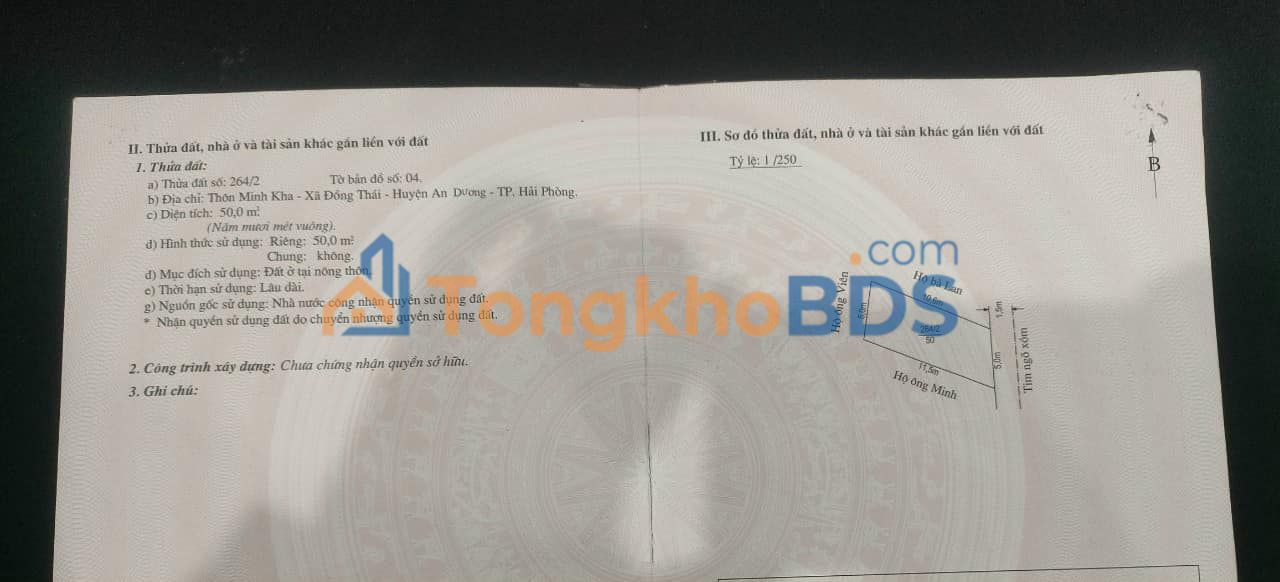 II. Thửa đất, nhà ở và tài sản khác gắn liền với đất
1. Thửa đất:
a) Thửa đất số: 264/2 Tờ bản đồ số: 04.
b) Địa chỉ: Thôn Minh Kha - Xã Đồng Thái - Huyện An Dương - TP. Hải Phòng.
c) Diện tích: 50,0 m²
(Năm mươi mét vuông).
d) Hình thức sử dụng: Riêng: 50,0 m²
Chung: không.
đ) Mục đích sử dụng: Đất ở tại nông thôn.
e) Thời hạn sử dụng: Lâu dài.
g) Nguồn gốc sử dụng: Nhà nước công nhận quyền sử dụng đất.
* Nhận quyền sử dụng đất do chuyển nhượng quyền sử dụng đất.
2. Công trình xây dựng: Chưa chứng nhận quyền sở hữu.
3. Ghi chú:
III. Sơ đồ thửa đất, nhà ở và tài sản khác gắn liền với đất
Tỷ lệ: 1 /250
B
Hộ ông Viên
Hộ bà Lan
10,6m
5,0m
264/2
50
11,5m
Hộ ông Minh
1,5m
5,0m
Tim ngõ xóm
TongkhoBDS
.com